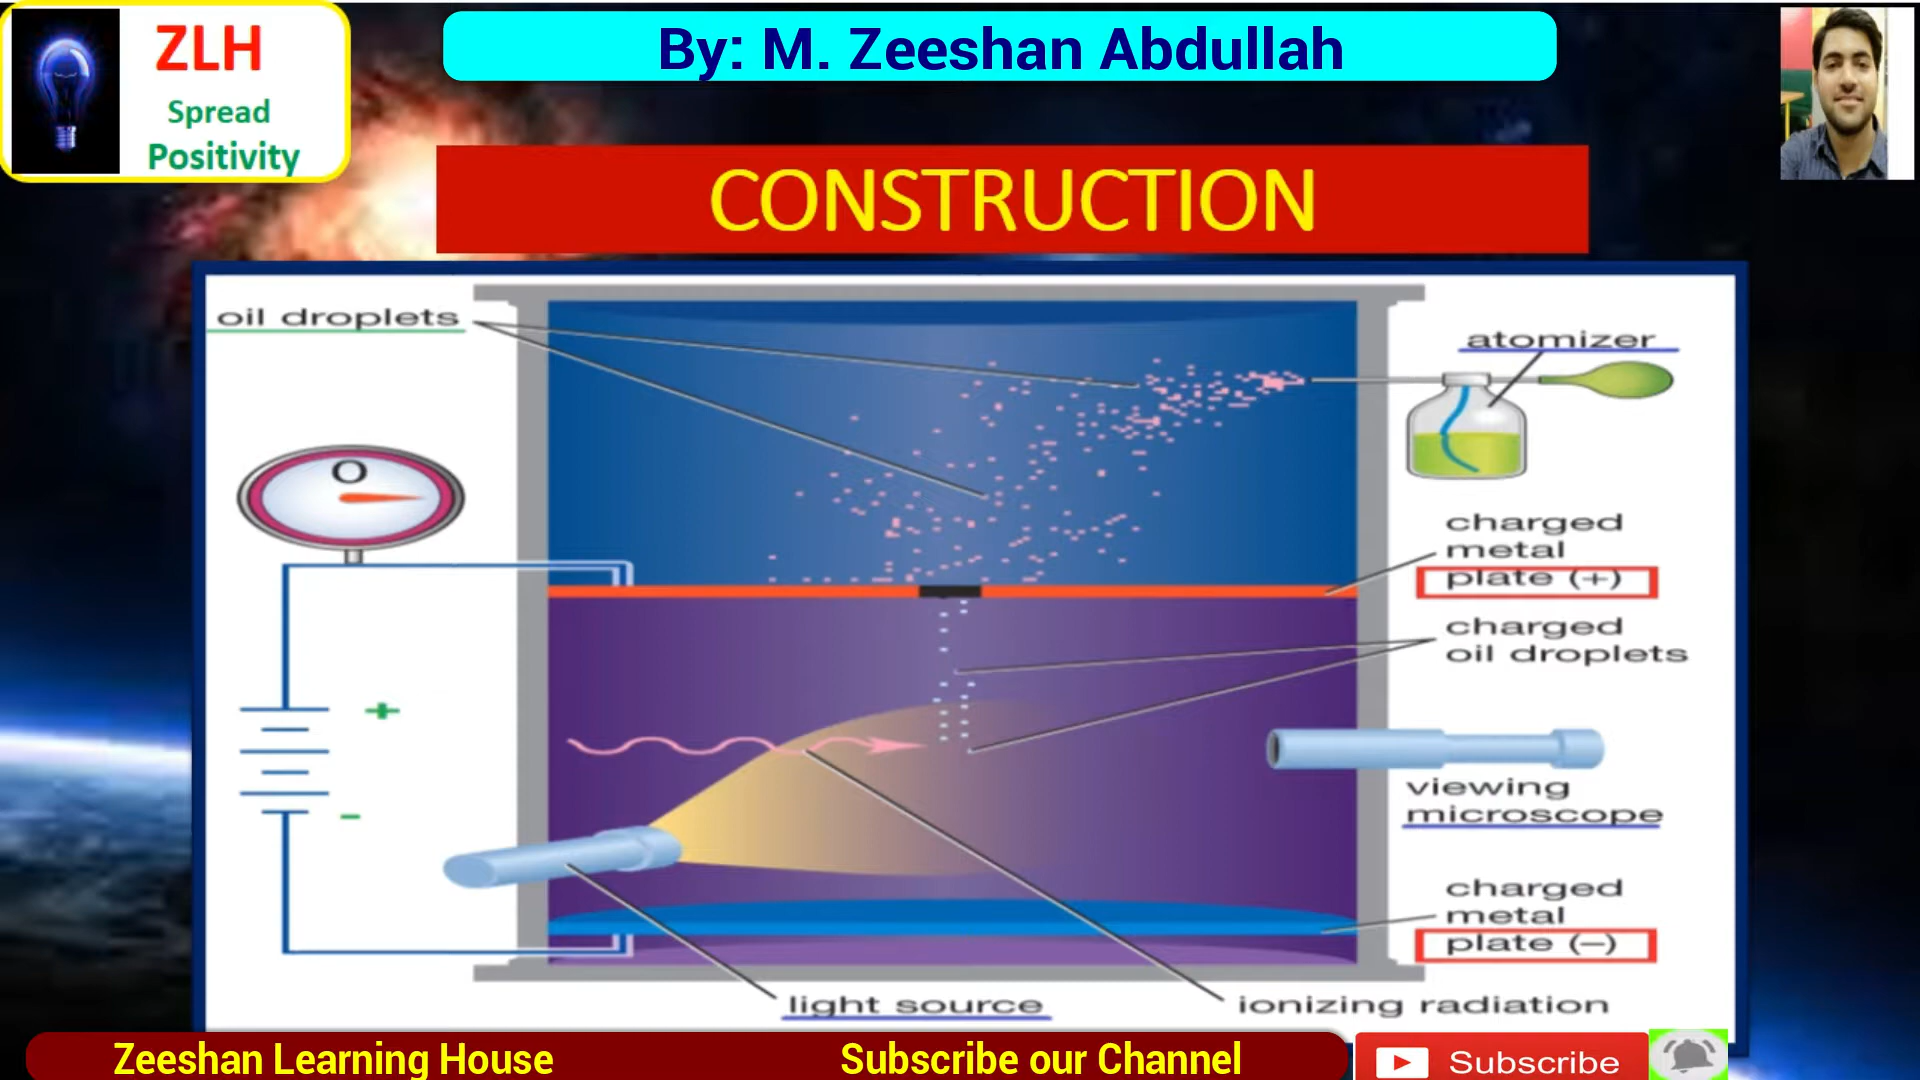 ZLH
Spread
Positivity
By: M. Zeeshan Abdullah
CONSTRUCTION
oil droplets
atomizer
O
charged
metal
plate (+)
charged
oil droplets
+
-
viewing
microscope
charged
metal
plate (−)
light source
ionizing radiation
Zeeshan Learning House
Subscribe our Channel
Subscribe